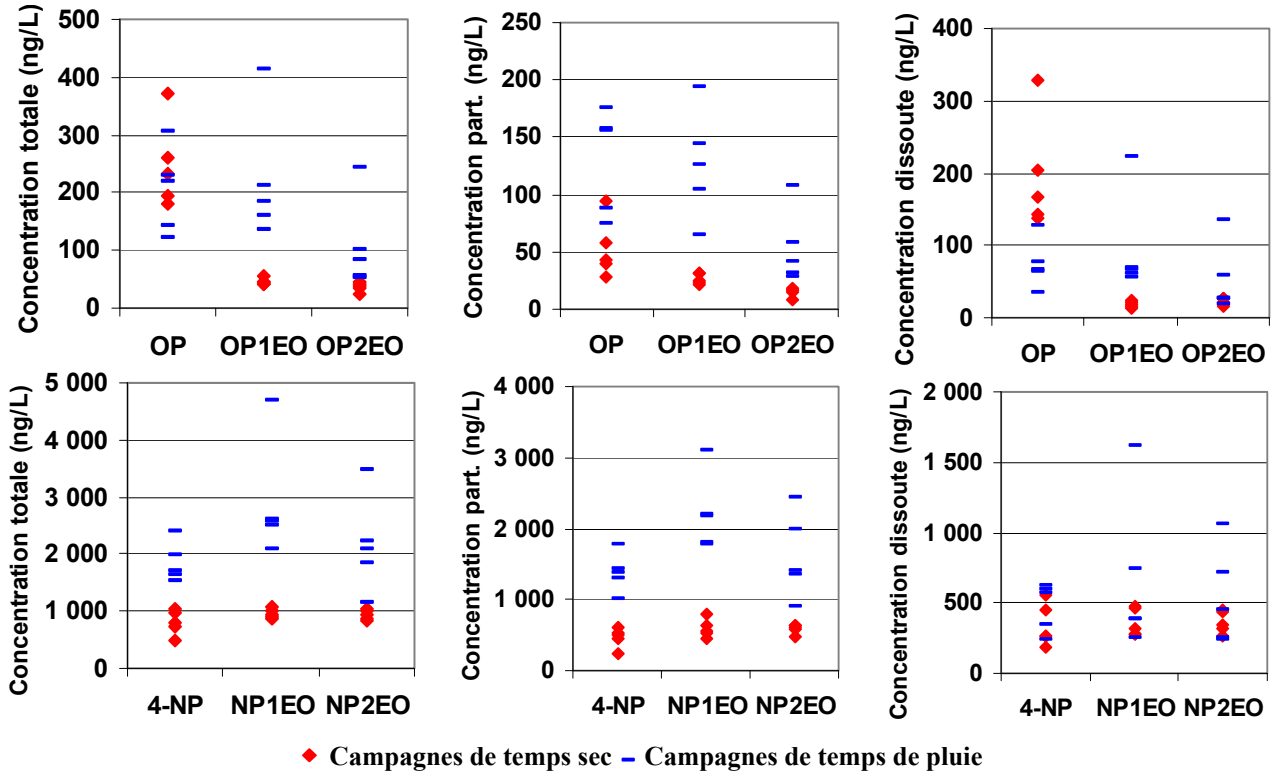 Concentration totale (ng/L)
500
400
300
200
100
0
OP OP1EO OP2EO
Concentration part. (ng/L)
250
200
150
100
50
0
OP OP1EO OP2EO
Concentration dissoute (ng/L)
400
300
200
100
0
OP OP1EO OP2EO
Concentration totale (ng/L)
5 000
4 000
3 000
2 000
1 000
0
4-NP NP1EO NP2EO
Concentration part. (ng/L)
4 000
3 000
2 000
1 000
0
4-NP NP1EO NP2EO
Concentration dissoute (ng/L)
2 000
1 500
1 000
500
0
4-NP NP1EO NP2EO
Campagnes de temps sec Campagnes de temps de pluie